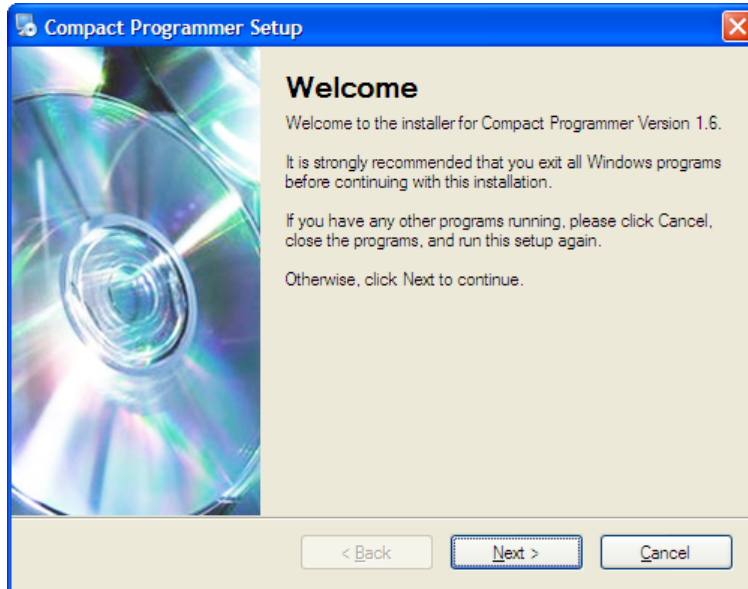 Compact Programmer Setup
Welcome
Welcome to the installer for Compact Programmer Version 1.6.
It is strongly recommended that you exit all Windows programs
before continuing with this installation.
If you have any other programs running, please click Cancel,
close the programs, and run this setup again.
Otherwise, click Next to continue.
< Back
Next >
Cancel